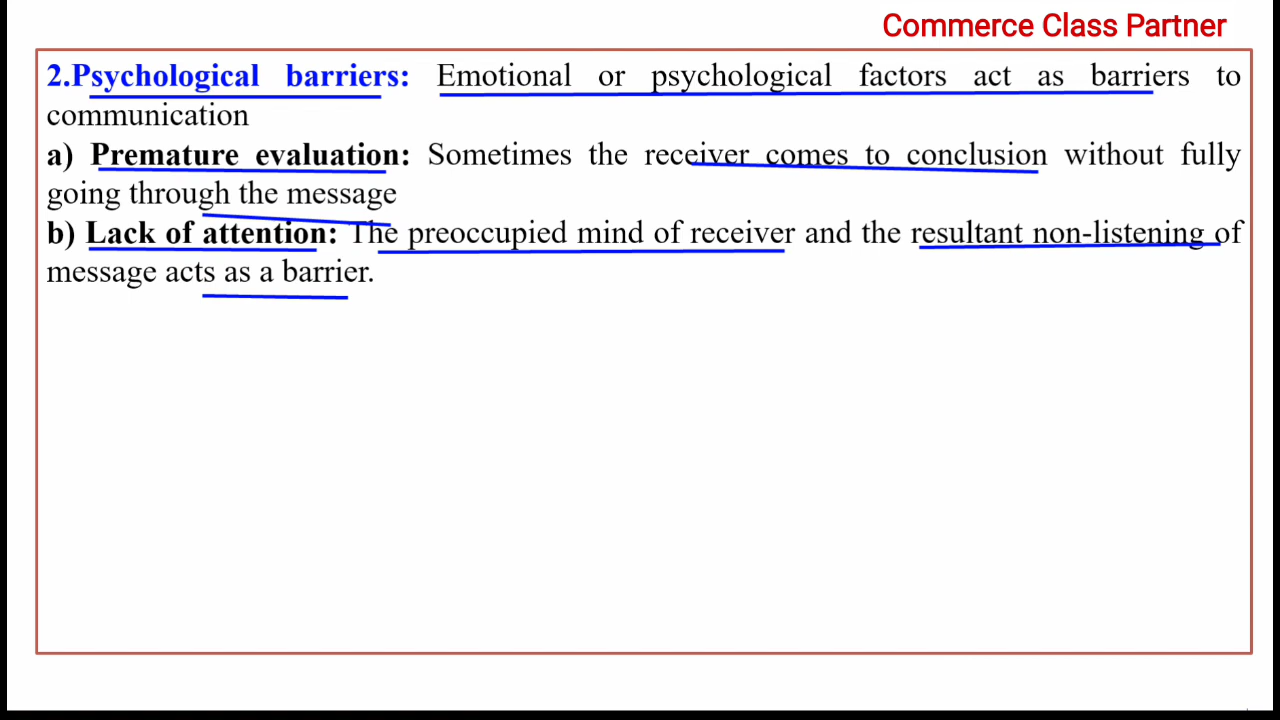 Commerce Class Partner
2.Psychological barriers: Emotional or psychological factors act as barriers to
communication
a) Premature evaluation: Sometimes the receiver comes to conclusion without fully
going through the message
b) Lack of attention: The preoccupied mind of receiver and the resultant non-listening of
message acts as a barrier.